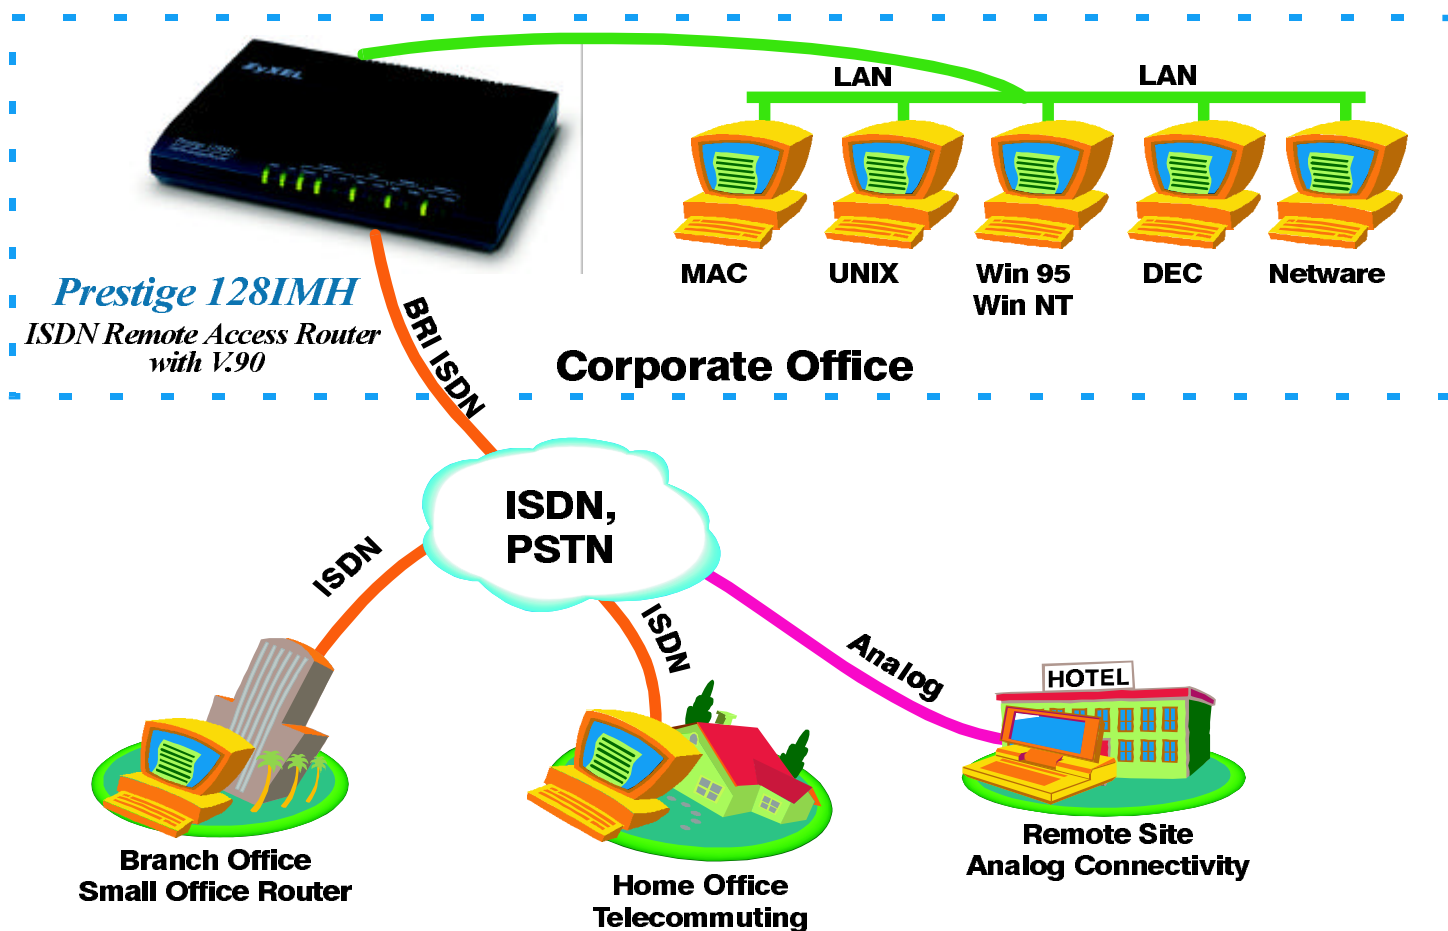 ZyXEL
LAN
LAN
MAC
UNIX
Win 95
Win NT
DEC
Netware
Prestige 128IMH
ISDN Remote Access Router
with V.90
BRI ISDN
Corporate Office
ISDN,
PSTN
ISDN
ISDN
Analog
HOTEL
Branch Office
Small Office Router
Home Office
Telecommuting
Remote Site
Analog Connectivity